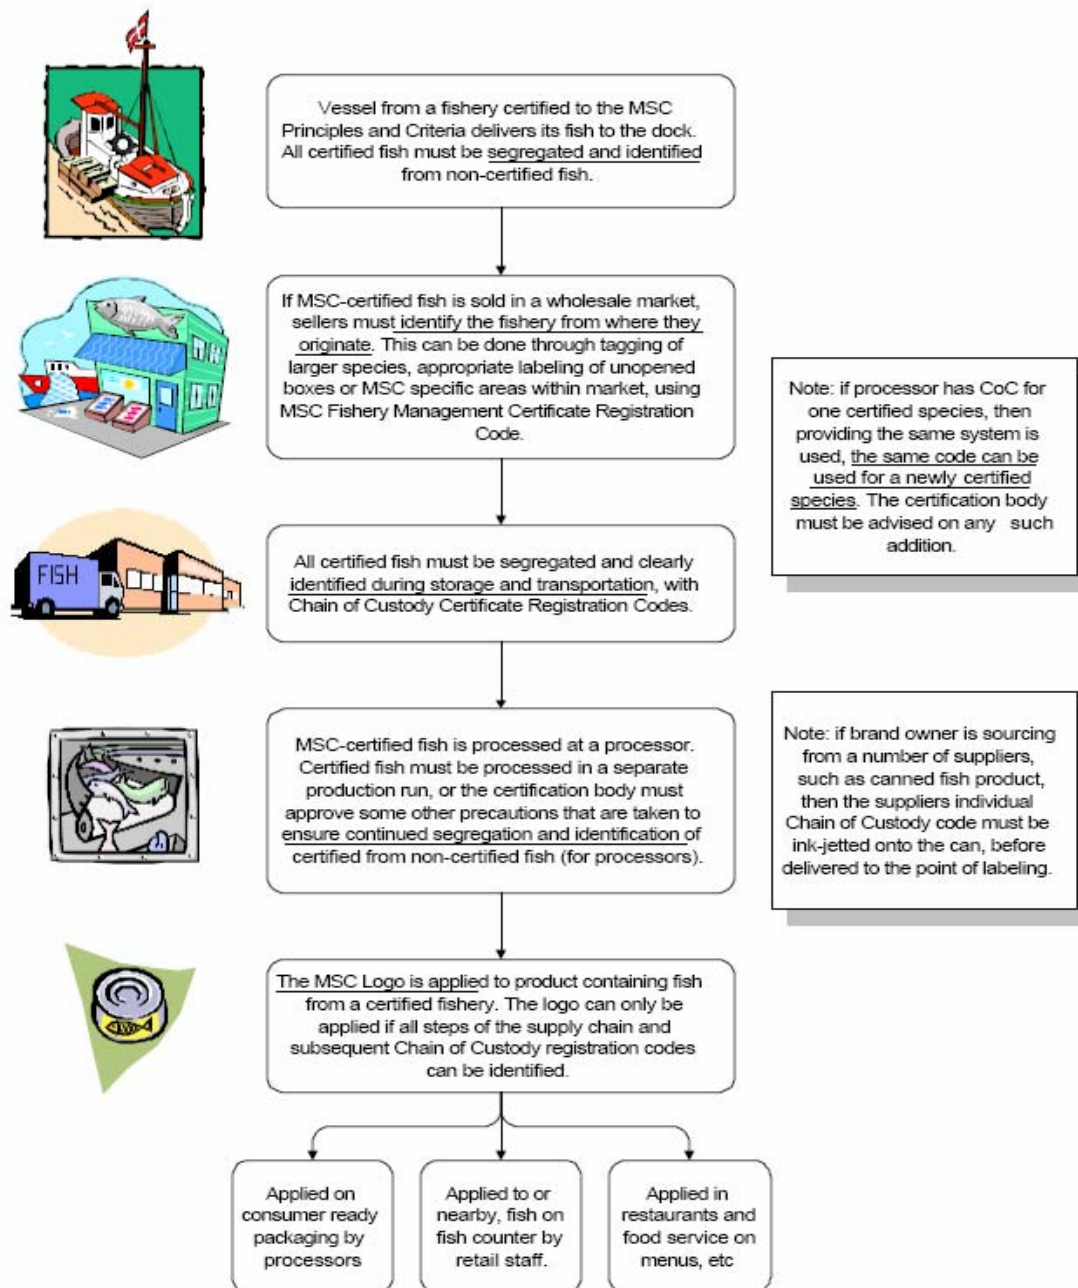 Vessel from a fishery certified to the MSC
Principles and Criteria delivers its fish to the dock.
All certified fish must be segregated and identified
from non-certified fish.
If MSC-certified fish is sold in a wholesale market,
sellers must identify the fishery from where they
originate. This can be done through tagging of
larger species, appropriate labeling of unopened
boxes or MSC specific areas within market, using
MSC Fishery Management Certificate Registration
Code.
Note: if processor has CoC for
one certified species, then
providing the same system is
used, the same code can be
used for a newly certified
species. The certification body
must be advised on any such
addition.
FISH
All certified fish must be segregated and clearly
identified during storage and transportation, with
Chain of Custody Certificate Registration Codes.
MSC-certified fish is processed at a processor.
Certified fish must be processed in a separate
production run, or the certification body must
approve some other precautions that are taken to
ensure continued segregation and identification of
certified from non-certified fish (for processors).
Note: if brand owner is sourcing
from a number of suppliers,
such as canned fish product,
then the suppliers individual
Chain of Custody code must be
ink-jetted onto the can, before
delivered to the point of labeling.
The MSC Logo is applied to product containing fish
from a certified fishery. The logo can only be
applied if all steps of the supply chain and
subsequent Chain of Custody registration codes
can be identified.
Applied on
consumer ready
packaging by
processors
Applied to or
nearby, fish on
fish counter by
retail staff.
Applied in
restaurants and
food service on
menus, etc